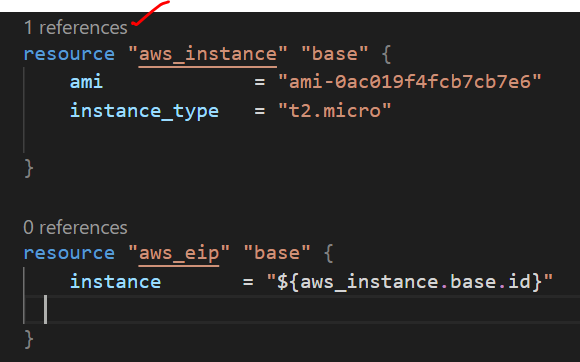 1 references
resource "aws_instance" "base" {
ami = "ami-0ac019f4fcb7cb7e6"
instance_type = "t2.micro"
}
0 references
resource "aws_eip" "base" {
instance = "${aws_instance.base.id}"
}